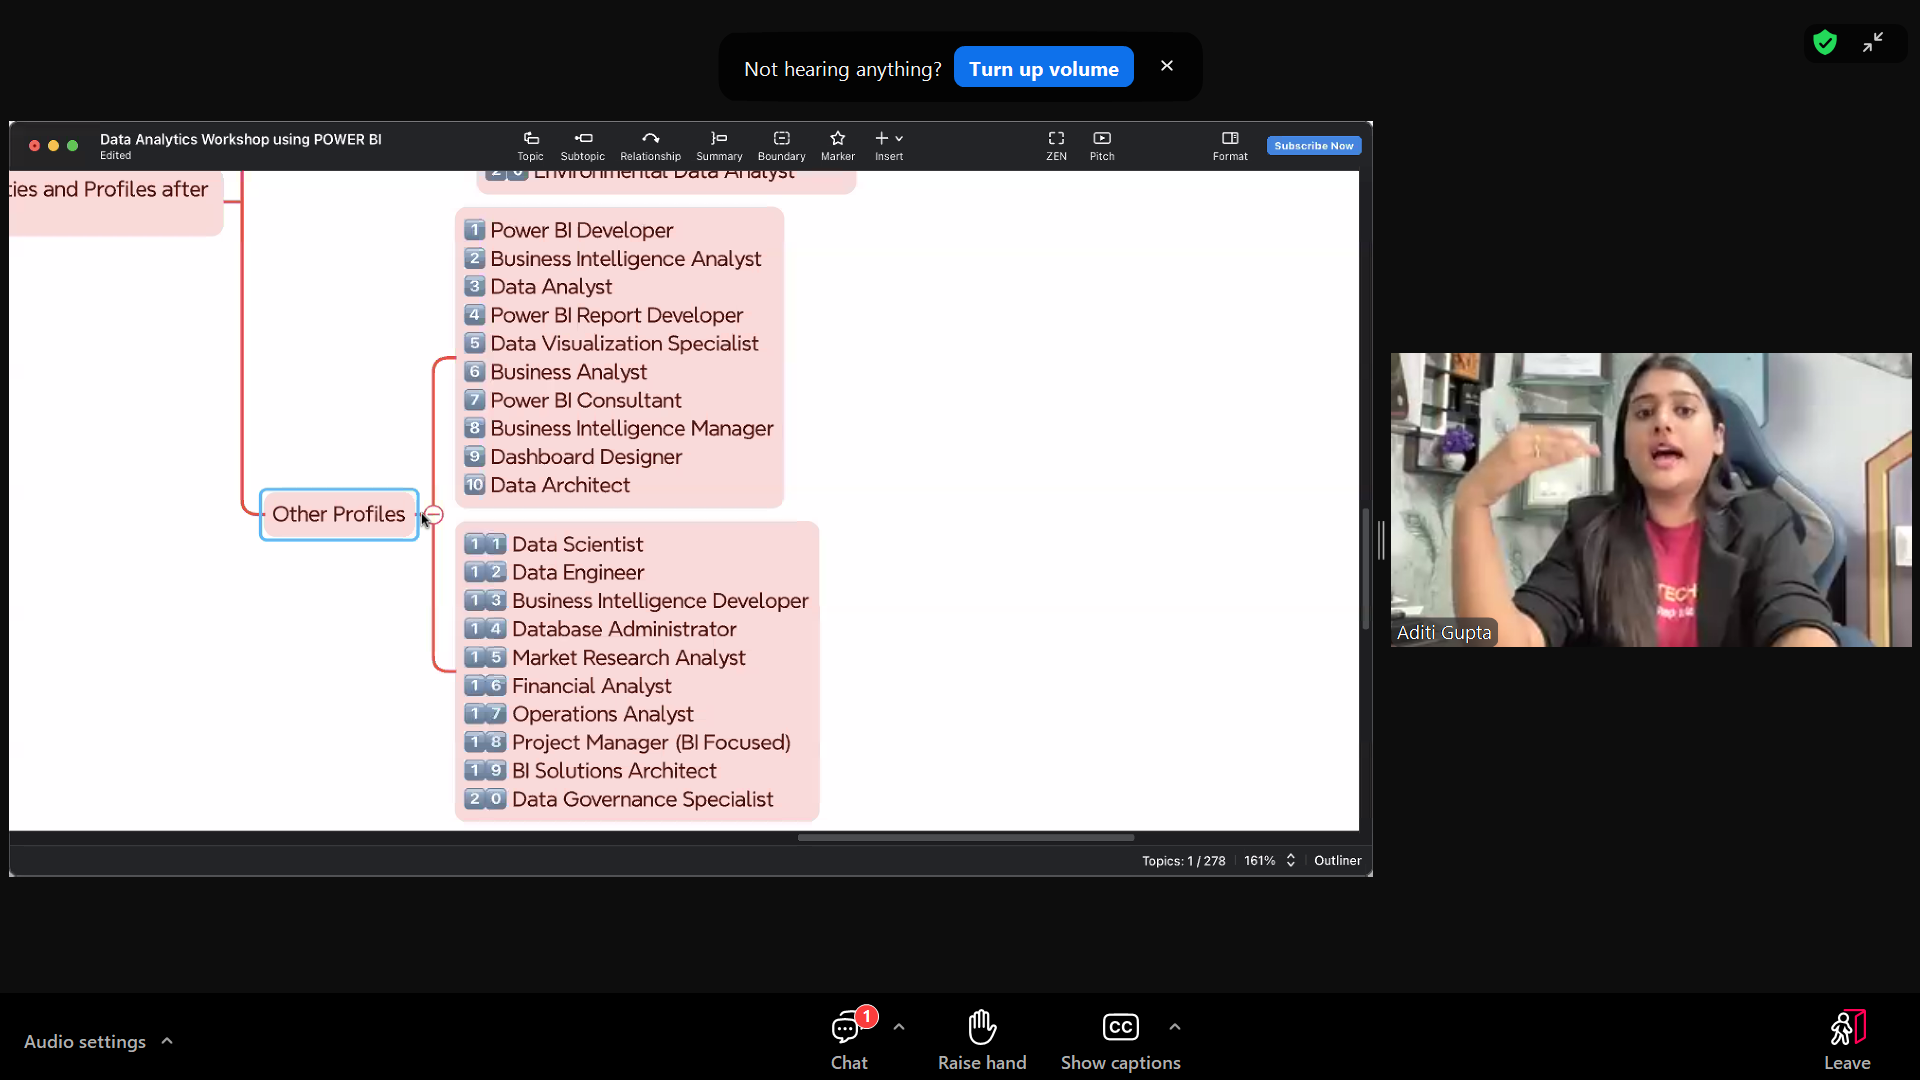 Not hearing anything?
Turn up volume
Data Analytics Workshop using POWER BI
Edited
Topic
Subtopic
Relationship
Summary
Boundary
Marker
Insert
ZEN
Pitch
Format
Subscribe Now
ties and Profiles after
20 Environmental Data Analyst
1 Power BI Developer
2 Business Intelligence Analyst
3 Data Analyst
4 Power BI Report Developer
5 Data Visualization Specialist
6 Business Analyst
7 Power BI Consultant
8 Business Intelligence Manager
9 Dashboard Designer
10 Data Architect
Other Profiles
11 Data Scientist
12 Data Engineer
13 Business Intelligence Developer
14 Database Administrator
15 Market Research Analyst
16 Financial Analyst
17 Operations Analyst
18 Project Manager (BI Focused)
19 BI Solutions Architect
20 Data Governance Specialist
TECH
Aditi Gupta
Topics: 1 / 278
161%
Outliner
Audio settings
1
Chat
Raise hand
CC
Show captions
Leave